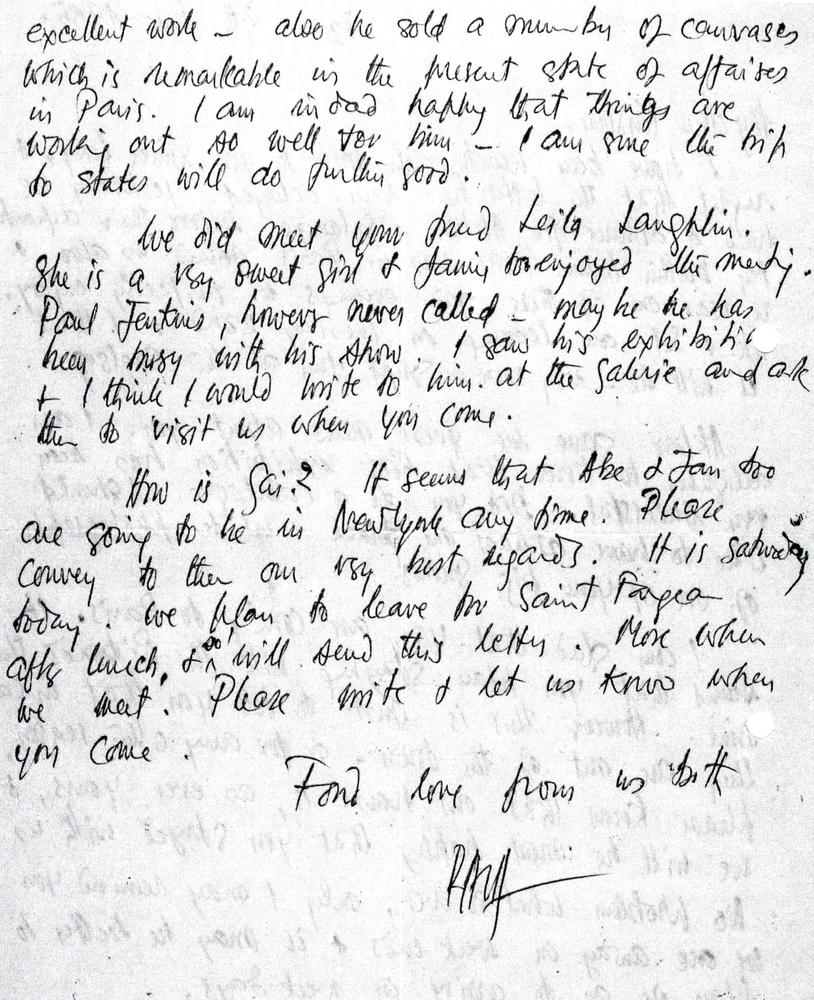 excellent work – also he sold a number of canvases
which is remarkable in the present state of affaires
in Paris. I am indeed happy that things are
working out so well for him – I am sure the trip
to states will do further good.
We did meet your friend Leila Laughlin.
She is a very sweet girl & Janine too enjoyed the meeting.
Paul Jenkins, however never called – maybe he has
been busy with his show. I saw his exhibition
& I think I would write to him. at the Galerie and ask
them to visit us when you come.
How is Gai? It seems that Abe & Jan too
are going to be in New York any time. Please
convey to them our very best regards. It is saturday
today. We plan to leave for Saint Fargeau
after lunch, & will send this letter. More when
we meet. Please write & let us know when
you come.
Fond love from us both